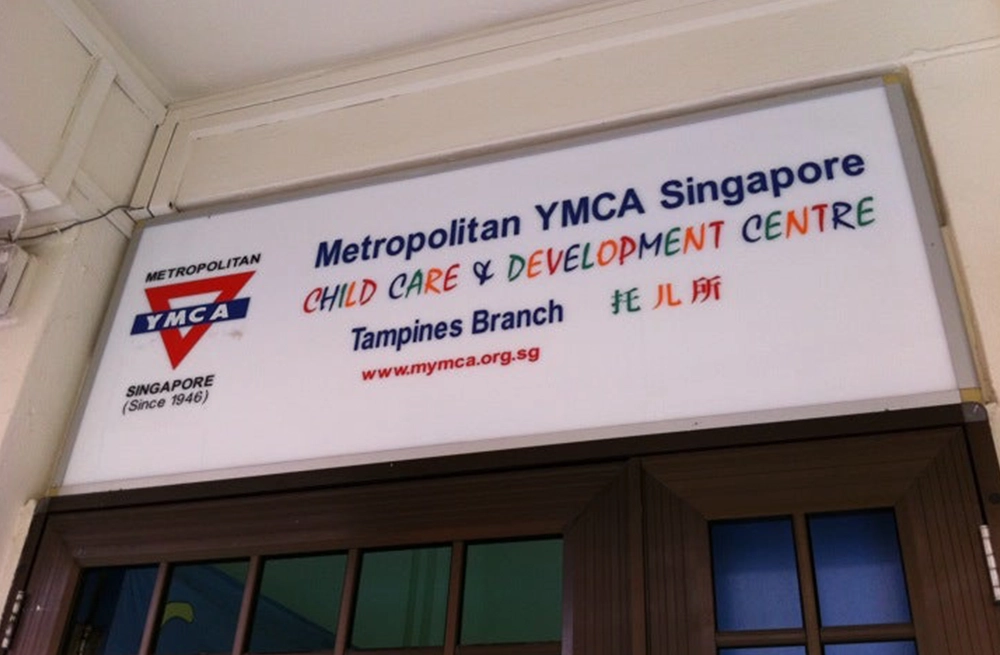 METROPOLITAN
YMCA
SINGAPORE
(Since 1946)
Metropolitan YMCA Singapore
CHILD CARE & DEVELOPMENT CENTRE
Tampines Branch 托儿所
www.mymca.org.sg